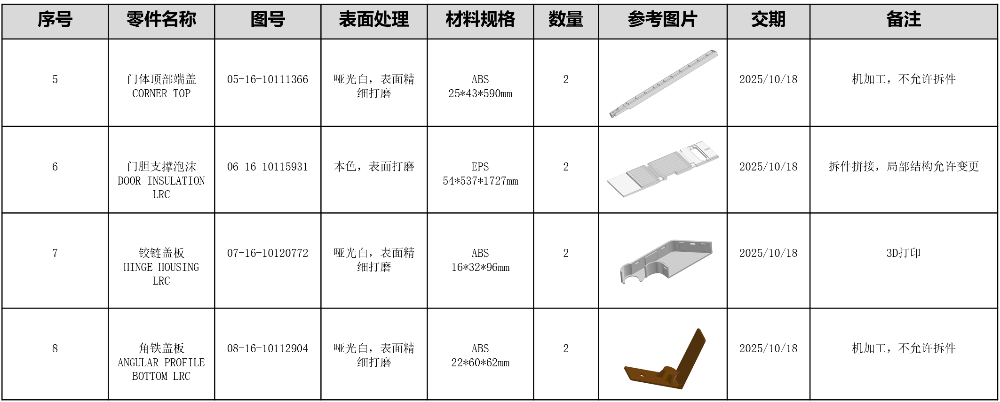 序号 零件名称 图号 表面处理 材料规格 数量 参考图片 交期 备注
5 门体顶部端盖 05-16-10111366 哑光白，表面精 ABS 2 2025/10/18 机加工，不允许拆件
CORNER TOP 细打磨 25*43*590mm
6 门胆支撑泡沫 06-16-10115931 本色，表面打磨 EPS 2 2025/10/18 拆件拼接，局部结构允许变更
DOOR INSULATION 54*537*1727mm
LRC
7 铰链盖板 07-16-10120772 哑光白，表面精 ABS 2 2025/10/18 3D打印
HINGE HOUSING 细打磨 16*32*96mm
LRC
8 角铁盖板 08-16-10112904 哑光白，表面精 ABS 2 2025/10/18 机加工，不允许拆件
ANGULAR PROFILE 细打磨 22*60*62mm
BOTTOM LRC